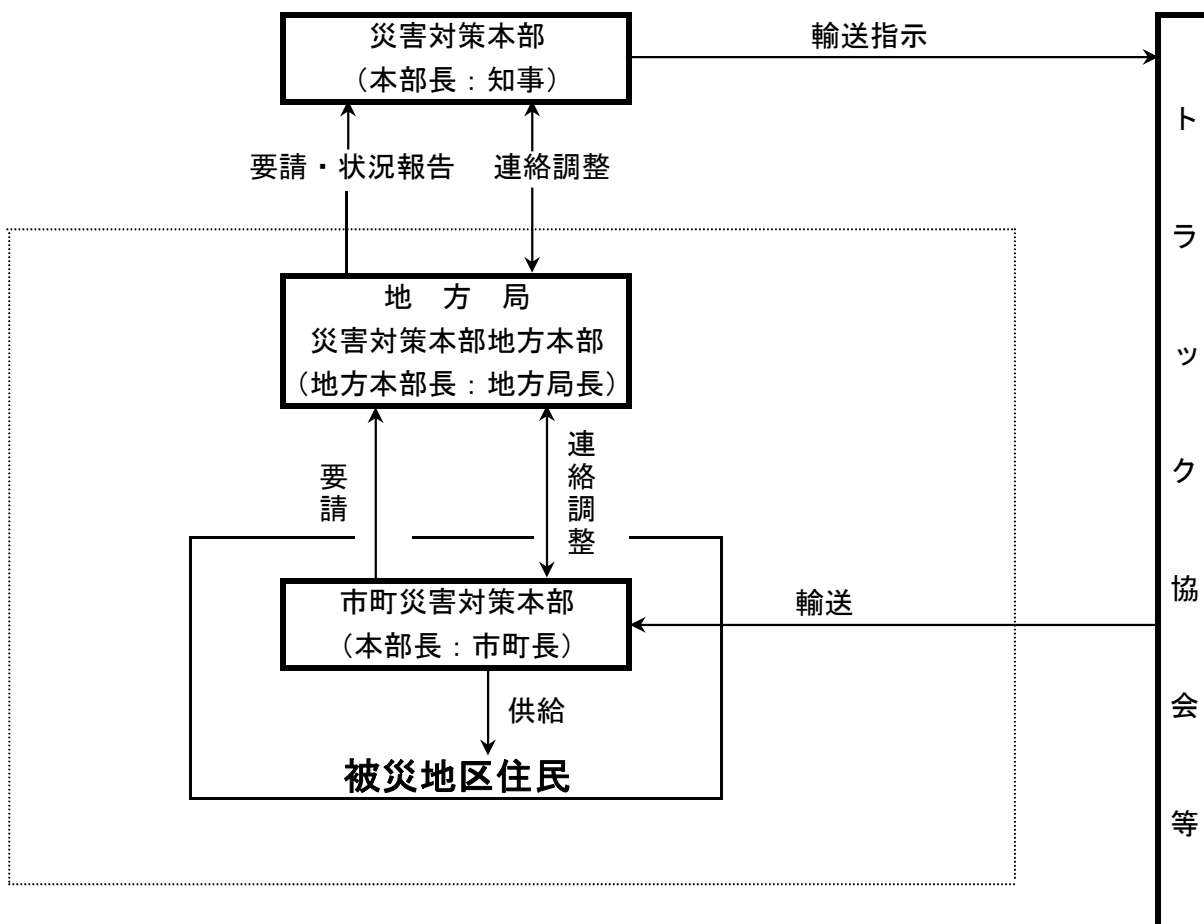 災害対策本部
（本部長：知事）
輸送指示
要請・状況報告
連絡調整
地　方　局
災害対策本部地方本部
（地方本部長：地方局長）
要請
連絡調整
市町災害対策本部
（本部長：市町長）
輸送
供給
被災地区住民
トラック協会等